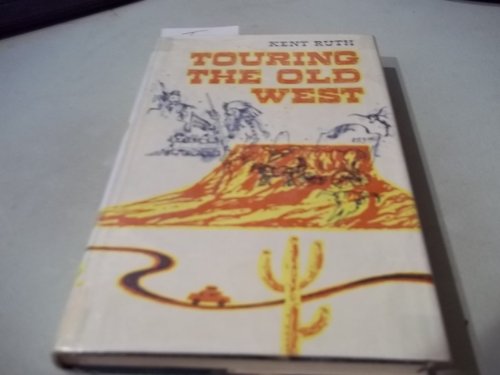 KENT RUTH
TOURING
THE OLD
WEST